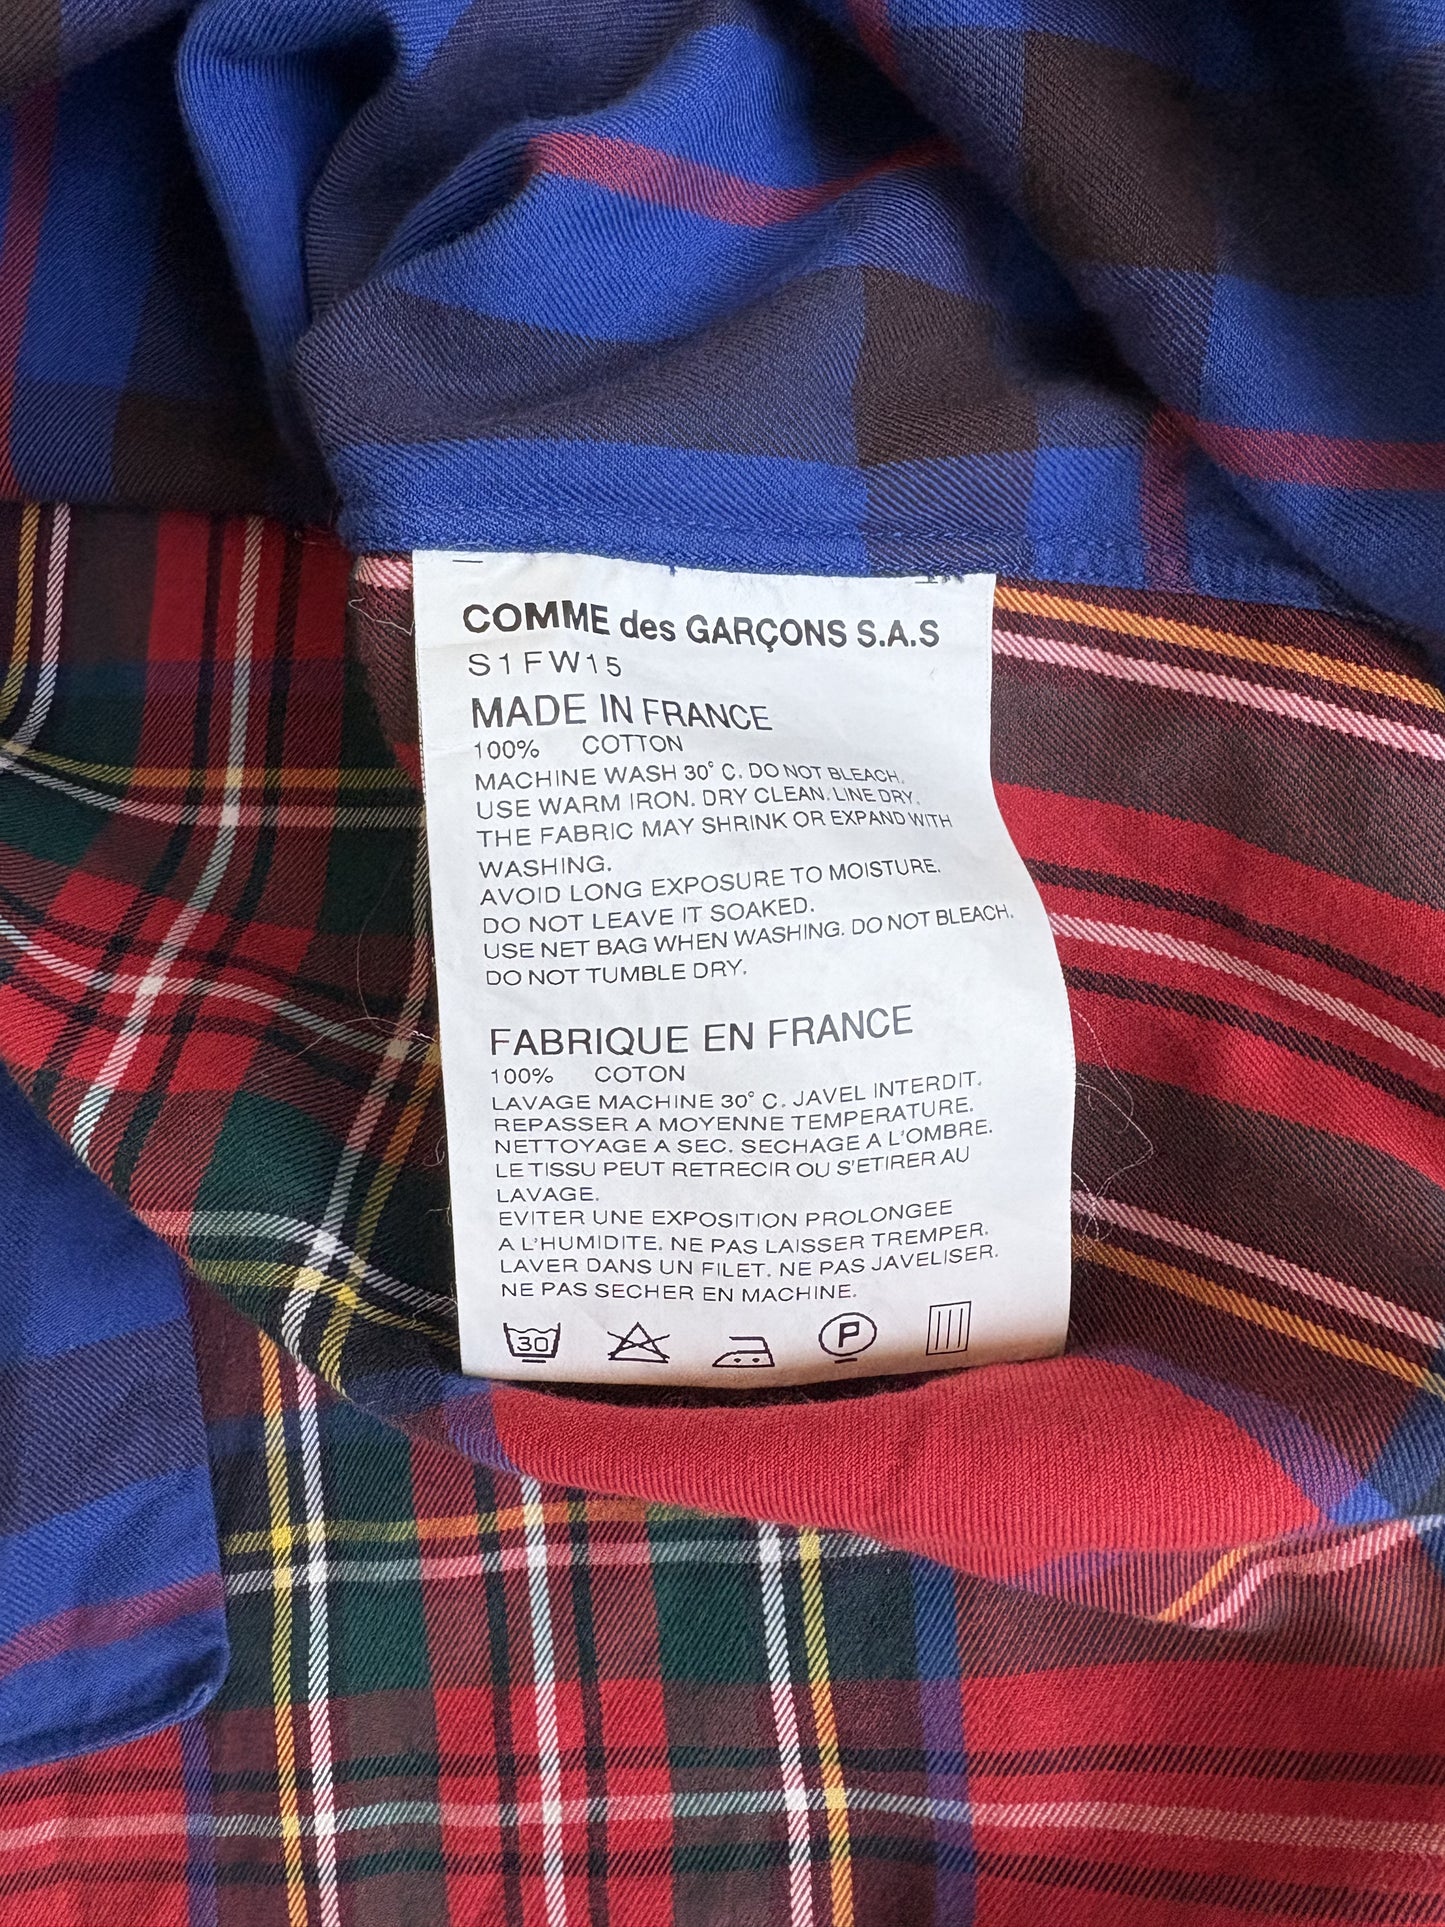 COMME des GARÇONS S.A.S
S1FW15
MADE IN FRANCE
100% COTTON
MACHINE WASH 30° C. DO NOT BLEACH.
USE WARM IRON. DRY CLEAN. LINE DRY.
THE FABRIC MAY SHRINK OR EXPAND WITH
WASHING.
AVOID LONG EXPOSURE TO MOISTURE.
DO NOT LEAVE IT SOAKED.
USE NET BAG WHEN WASHING. DO NOT BLEACH.
DO NOT TUMBLE DRY.
FABRIQUE EN FRANCE
100% COTON
LAVAGE MACHINE 30° C. JAVEL INTERDIT.
REPASSER A MOYENNE TEMPERATURE.
NETTOYAGE A SEC. SECHAGE A L'OMBRE.
LE TISSU PEUT RETRECIR OU S'ETIRER AU
LAVAGE.
EVITER UNE EXPOSITION PROLONGEE
A L'HUMIDITE. NE PAS LAISSER TREMPER.
LAVER DANS UN FILET. NE PAS JAVELISER.
NE PAS SECHER EN MACHINE.
30 P